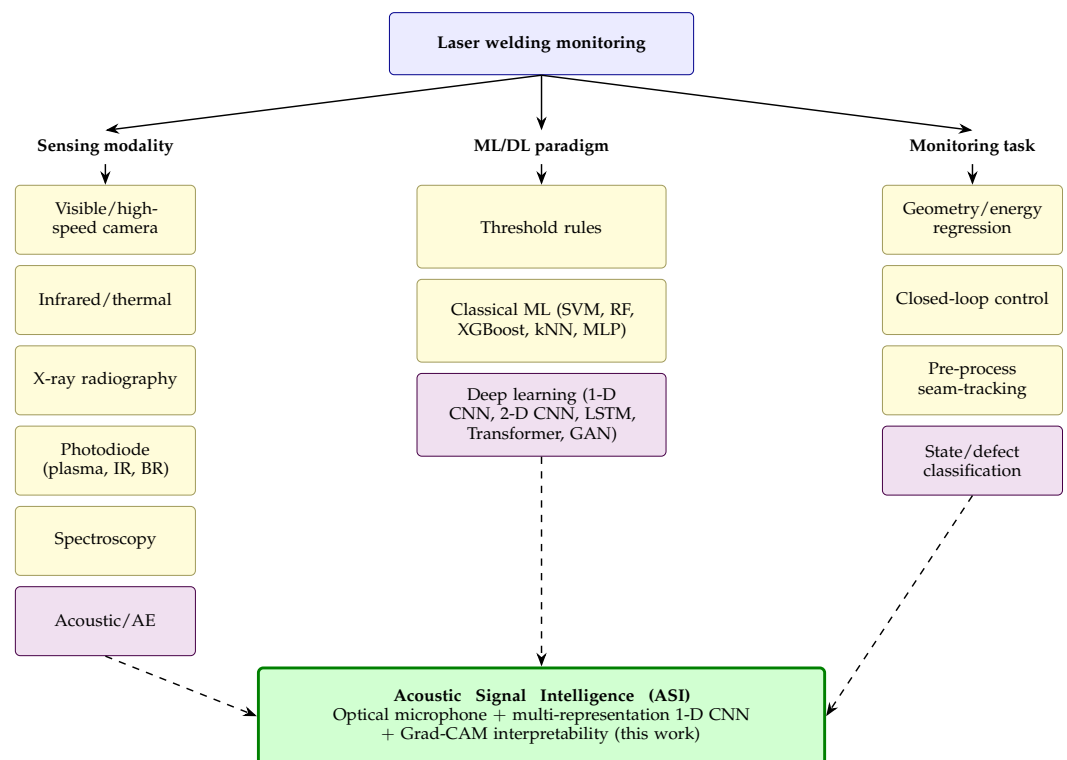 Laser welding monitoring
Sensing modality
Visible/high-
speed camera
Infrared/thermal
X-ray radiography
Photodiode
(plasma, IR, BR)
Spectroscopy
Acoustic/AE
ML/DL paradigm
Threshold rules
Classical ML (SVM, RF,
XGBoost, kNN, MLP)
Deep learning (1-D
CNN, 2-D CNN, LSTM,
Transformer, GAN)
Monitoring task
Geometry/energy
regression
Closed-loop control
Pre-process
seam-tracking
State/defect
classification
Acoustic Signal Intelligence (ASI)
Optical microphone + multi-representation 1-D CNN
+ Grad-CAM interpretability (this work)